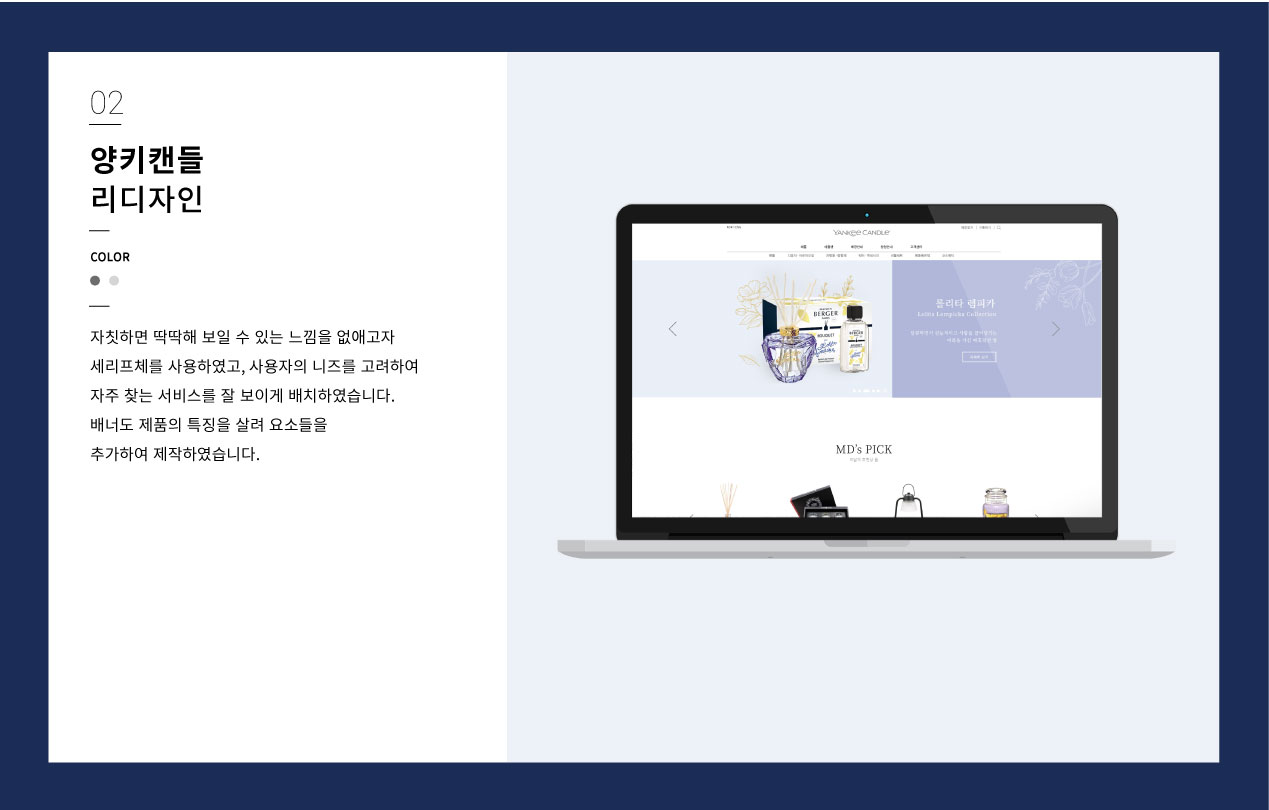 02
양키캔들
리디자인
COLOR
자칫하면 딱딱해 보일 수 있는 느낌을 없애고자
세리프체를 사용하였고, 사용자의 니즈를 고려하여
자주 찾는 서비스를 잘 보이게 배치하였습니다.
배너도 제품의 특징을 살려 요소들을
추가하여 제작하였습니다.
YANKEE CANDLE
BERGER
BOUQUET
BERGER
롤리타 렘피카
Lolita Lempicka Collection
MD's PICK